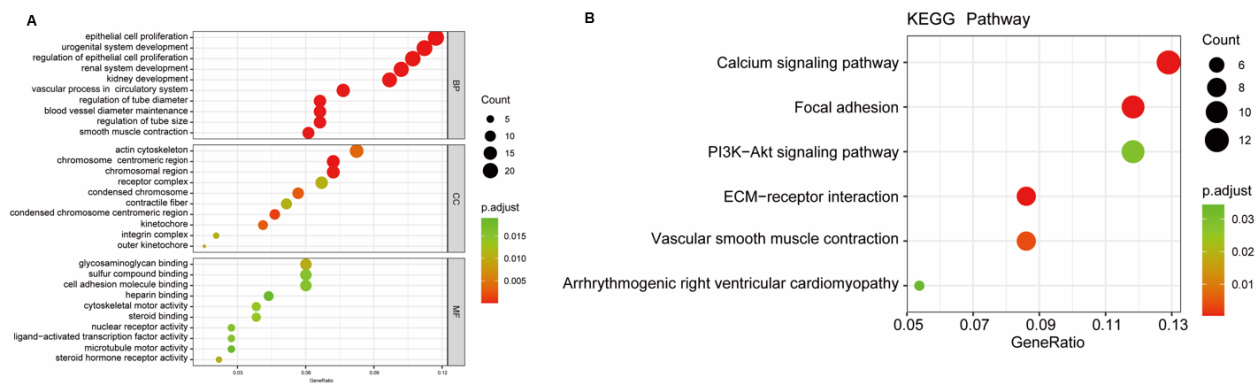 A
epithelial cell proliferation
urogenital system development
regulation of epithelial cell proliferation
renal system development
kidney development
vascular process in circulatory system
regulation of tube diameter
blood vessel diameter maintenance
regulation of tube size
smooth muscle contraction
BP
actin cytoskeleton
chromosome centromeric region
chromosomal region
receptor complex
condensed chromosome
contractile fiber
condensed chromosome centromeric region
kinetochore
integrin complex
outer kinetochore
CC
glycosaminoglycan binding
sulfur compound binding
cell adhesion molecule binding
heparin binding
cytoskeletal motor activity
steroid binding
nuclear receptor activity
ligand−activated transcription factor activity
microtubule motor activity
steroid hormone receptor activity
MF
0.03 0.06 0.09 0.12
GeneRatio
Count
5
10
15
20
p.adjust
0.015
0.010
0.005
B
KEGG Pathway
Calcium signaling pathway
Focal adhesion
PI3K−Akt signaling pathway
ECM−receptor interaction
Vascular smooth muscle contraction
Arrhrythmogenic right ventricular cardiomyopathy
0.05 0.07 0.09 0.11 0.13
GeneRatio
Count
6
8
10
12
p.adjust
0.03
0.02
0.01